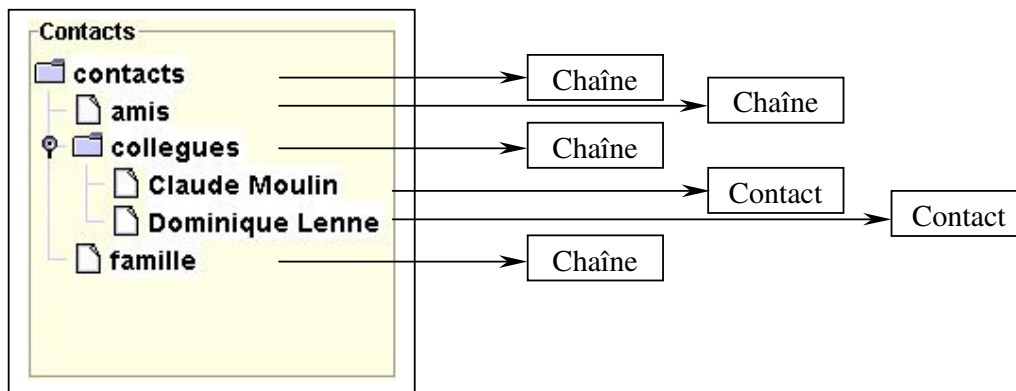 Contacts
contacts
Chaîne
amis
Chaîne
collegues
Chaîne
Claude Moulin
Contact
Dominique Lenne
Contact
famille
Chaîne